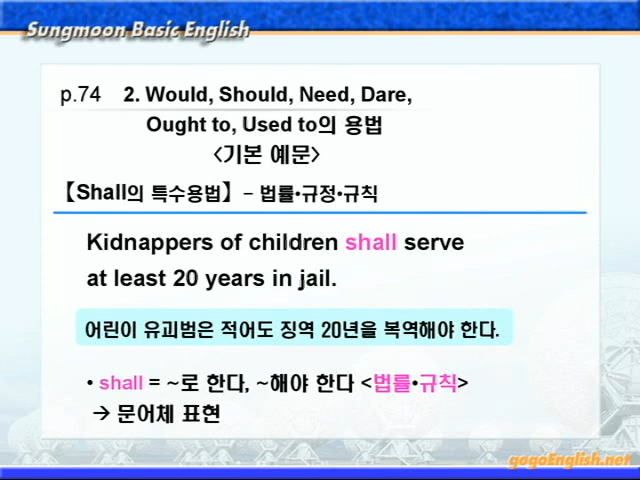 Sungmoon Basic English
p.74 2. Would, Should, Need, Dare,
Ought to, Used to의 용법
<기본 예문>
【Shall의 특수용법】 – 법률•규정•규칙
Kidnappers of children shall serve
at least 20 years in jail.
어린이 유괴범은 적어도 징역 20년을 복역해야 한다.
• shall = ~로 한다, ~해야 한다 <법률•규칙>
→ 문어체 표현
gogoEnglish.net